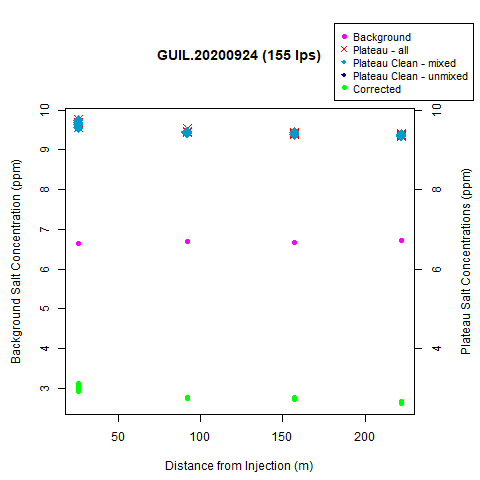 GUIL.20200924 (155 lps)
Background
Plateau - all
Plateau Clean - mixed
Plateau Clean - unmixed
Corrected
Background Salt Concentration (ppm)
10
9
8
7
6
5
4
3
10
8
6
4
Plateau Salt Concentrations (ppm)
50
100
150
200
Distance from Injection (m)